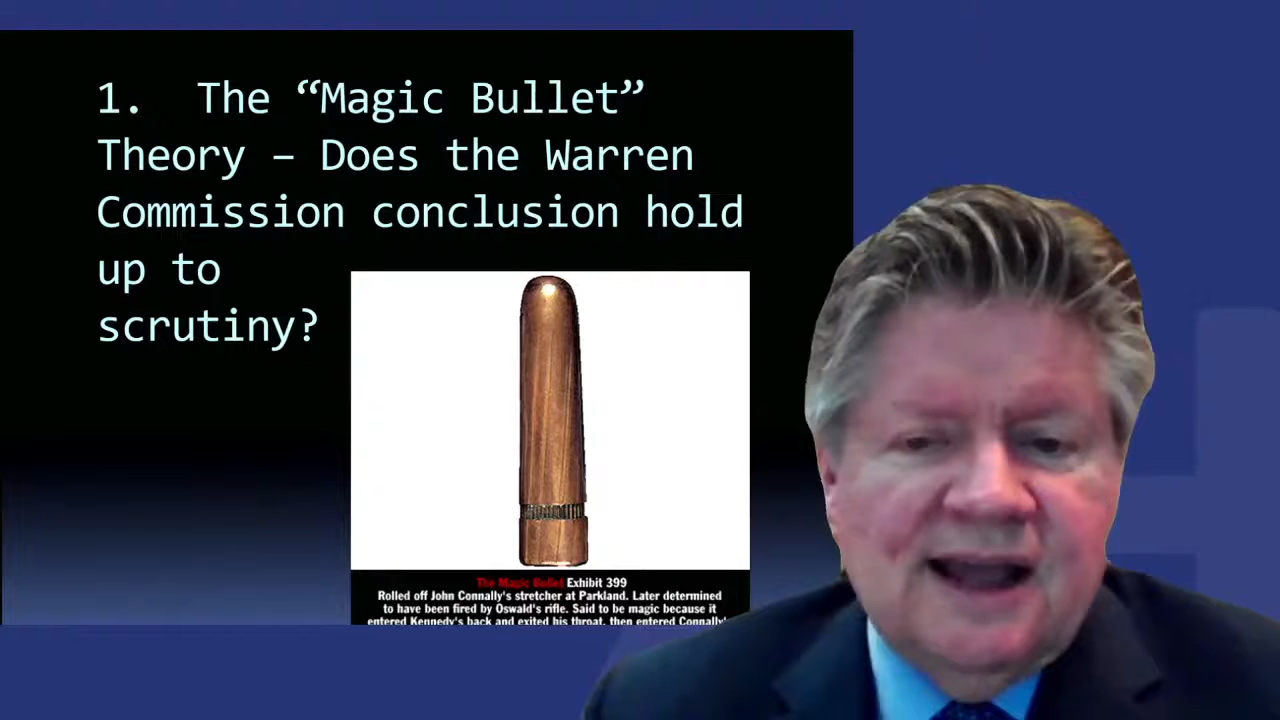 1. The “Magic Bullet”
Theory – Does the Warren
Commission conclusion hold
up to
scrutiny?
The Magic Bullet Exhibit 399
Rolled off John Connally's stretcher at Parkland. Later determined
to have been fired by Oswald's rifle. Said to be magic because it
entered Kennedy's back and exited his throat, then entered Connally'